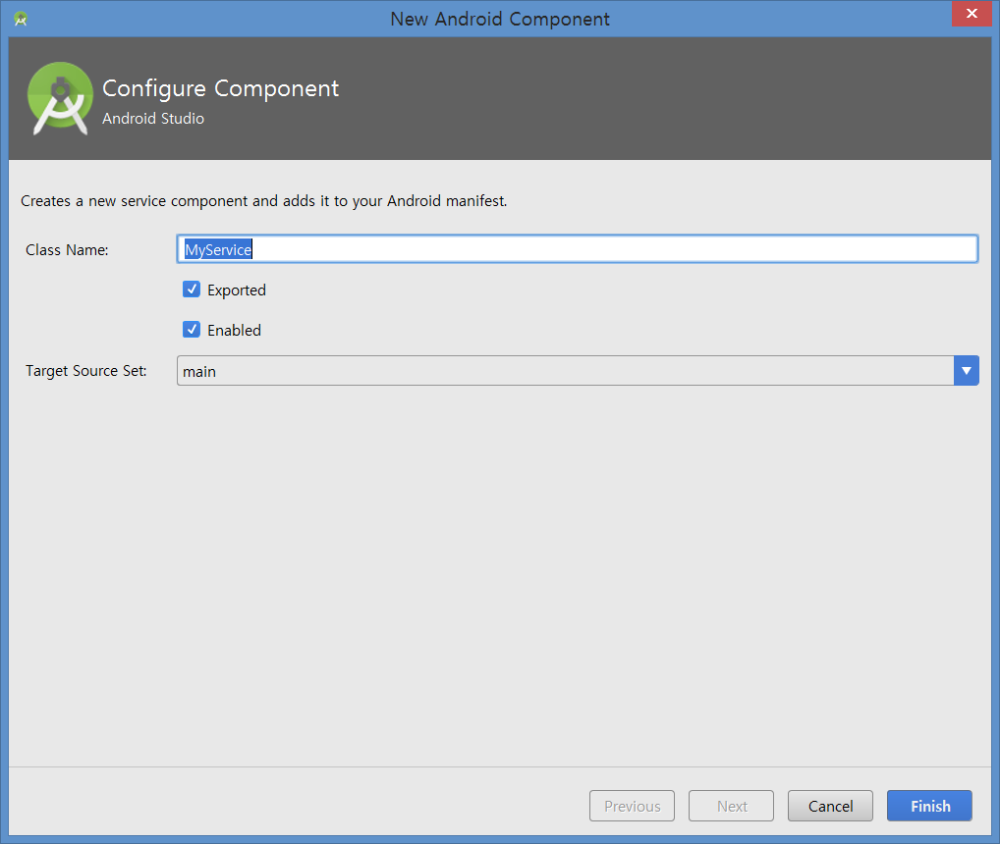 New Android Component
Configure Component
Android Studio
Creates a new service component and adds it to your Android manifest.
Class Name: MyService
Exported
Enabled
Target Source Set: main
Previous Next Cancel Finish